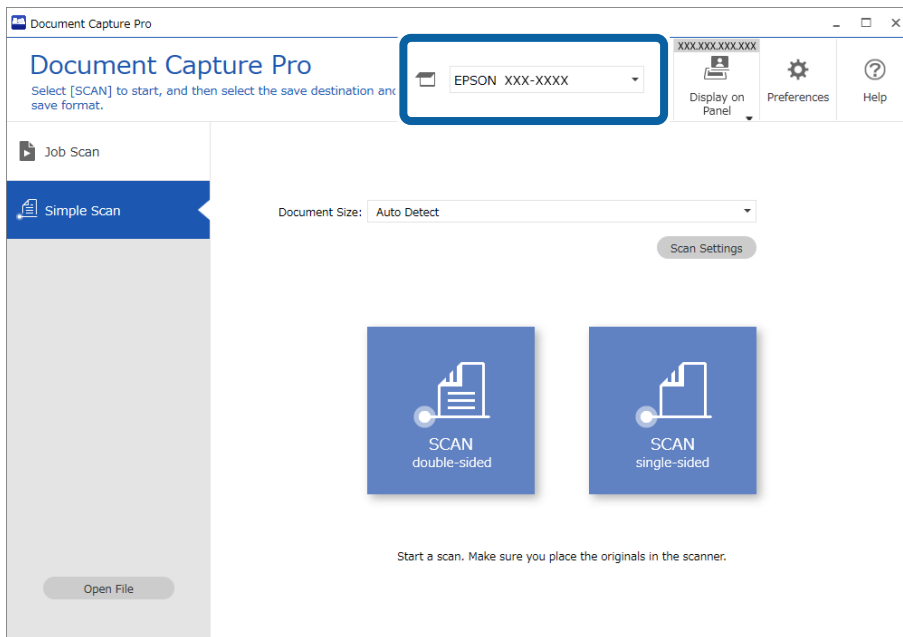 Document Capture Pro
Document Capture Pro
Select [SCAN] to start, and then select the save destination and
save format.
EPSON XXX-XXXX
XXX.XXX.XXX.XXX
Display on
Panel
Preferences
Help
Job Scan
Simple Scan
Document Size: Auto Detect
Scan Settings
SCAN
double-sided
SCAN
single-sided
Start a scan. Make sure you place the originals in the scanner.
Open File